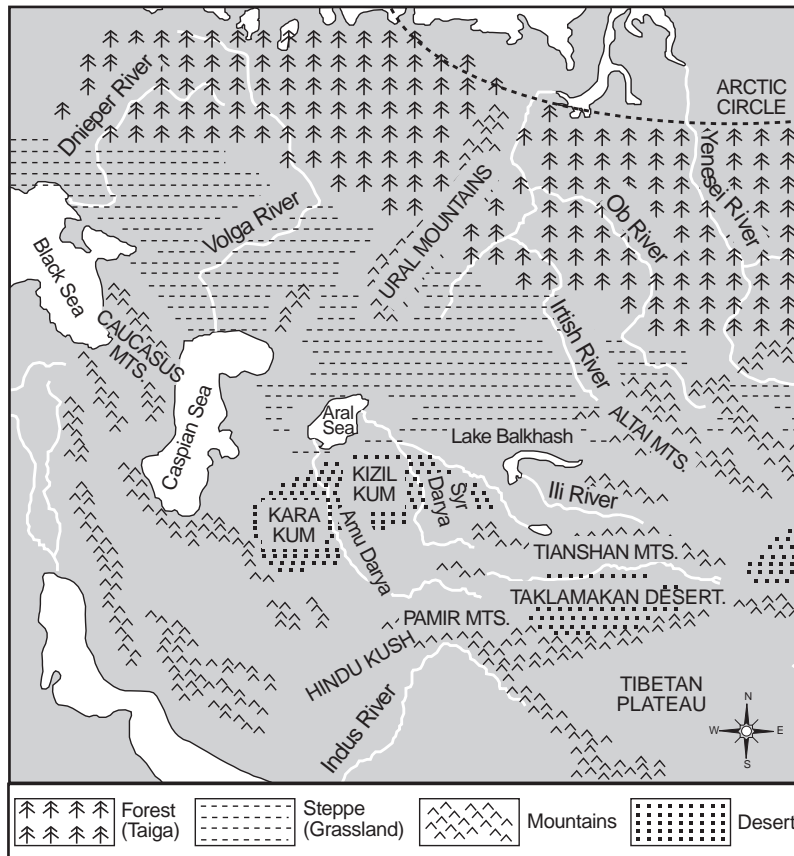 ARCTIC
CIRCLE
Dnieper River
Yenesei River
Ob River
URAL MOUNTAINS
Volga River
Black Sea
Irtish River
CAUCASUS
MTS.
Caspian Sea
Aral
Sea
ALTAI MTS.
Lake Balkhash
KIZIL
KUM
Syr
Darya
Ili River
KARA
KUM
Amu Darya
TIANSHAN MTS.
TAKLAMAKAN DESERT.
PAMIR MTS.
HINDU KUSH
Indus River
TIBETAN
PLATEAU
N
W E
S
Forest
(Taiga)
Steppe
(Grassland)
Mountains
Desert